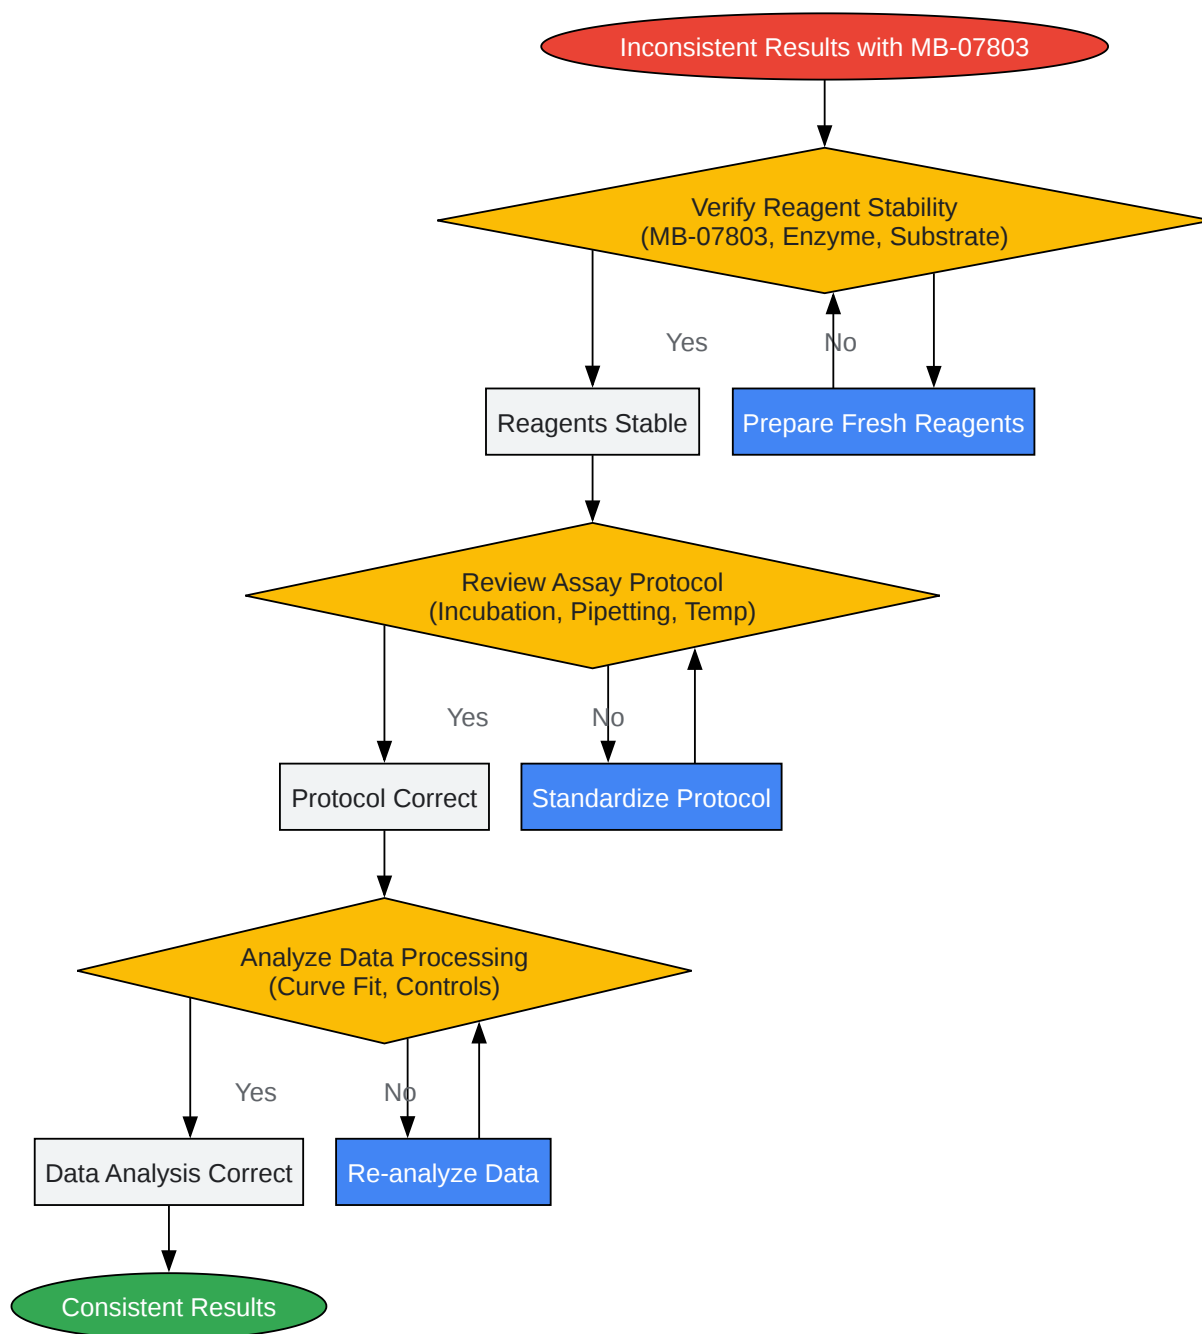 Inconsistent Results with MB-07803
Verify Reagent Stability
(MB-07803, Enzyme, Substrate)
Yes
No
Reagents Stable
Prepare Fresh Reagents
Review Assay Protocol
(Incubation, Pipetting, Temp)
Yes
No
Protocol Correct
Standardize Protocol
Analyze Data Processing
(Curve Fit, Controls)
Yes
No
Data Analysis Correct
Re-analyze Data
Consistent Results